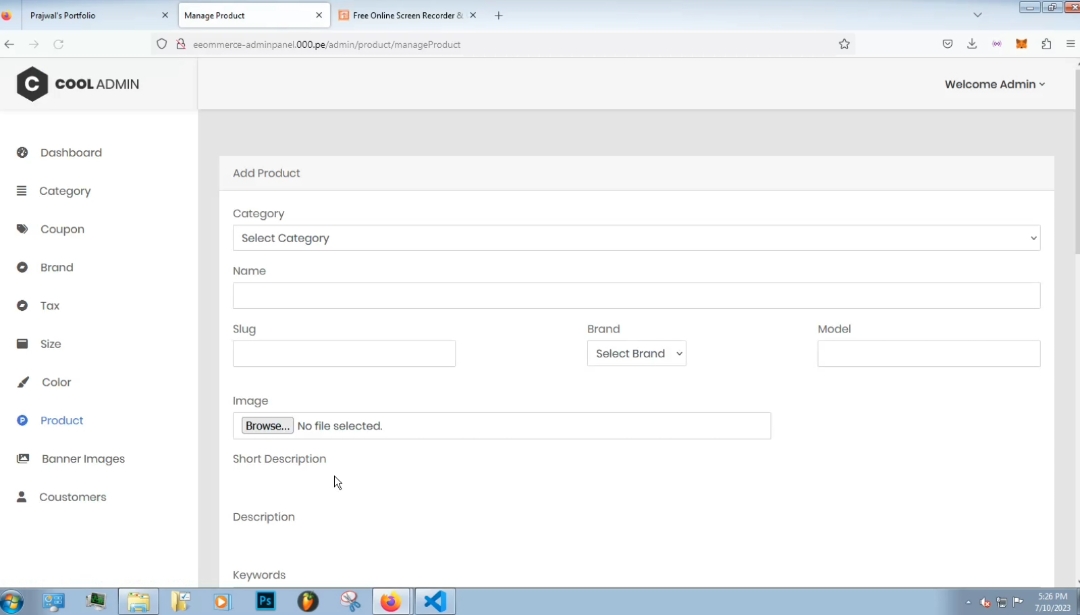 Prajwal's Portfolio
Manage Product
Free Online Screen Recorder &
eeommerce-adminpanel.000.pe/admin/product/manageProduct
C COOL ADMIN
Welcome Admin
Dashboard
Category
Coupon
Brand
Tax
Size
Color
Product
Banner Images
Coustomers
Add Product
Category
Select Category
Name
Slug
Brand
Model
Select Brand
Image
Browse... No file selected.
Short Description
Description
Keywords
Ps
5:26 PM
7/10/2023